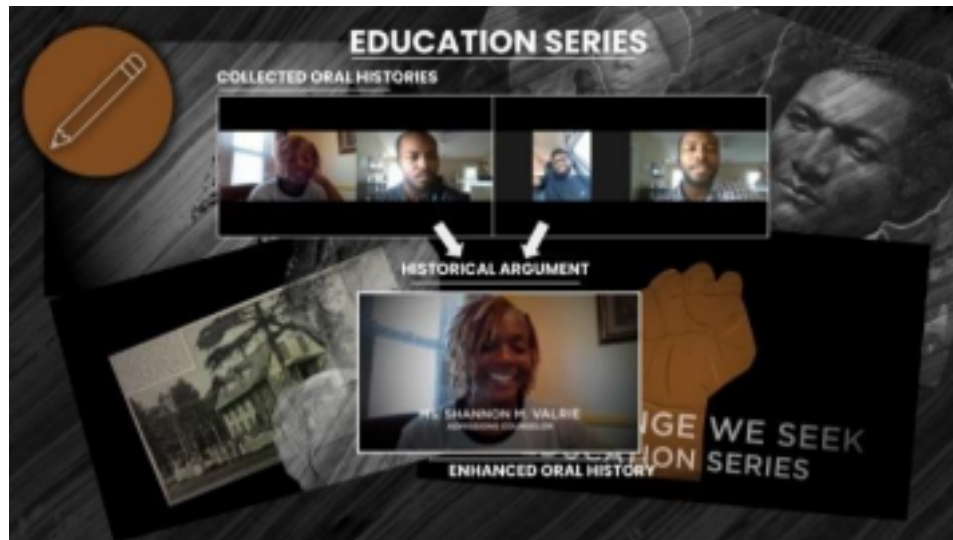 EDUCATION SERIES
COLLECTED ORAL HISTORIES
HISTORICAL ARGUMENT
MS. SHANNON M. VALRIE
ADMISSIONS COUNSELOR
NGE WE SEEK
EDUCATION SERIES
ENHANCED ORAL HISTORY